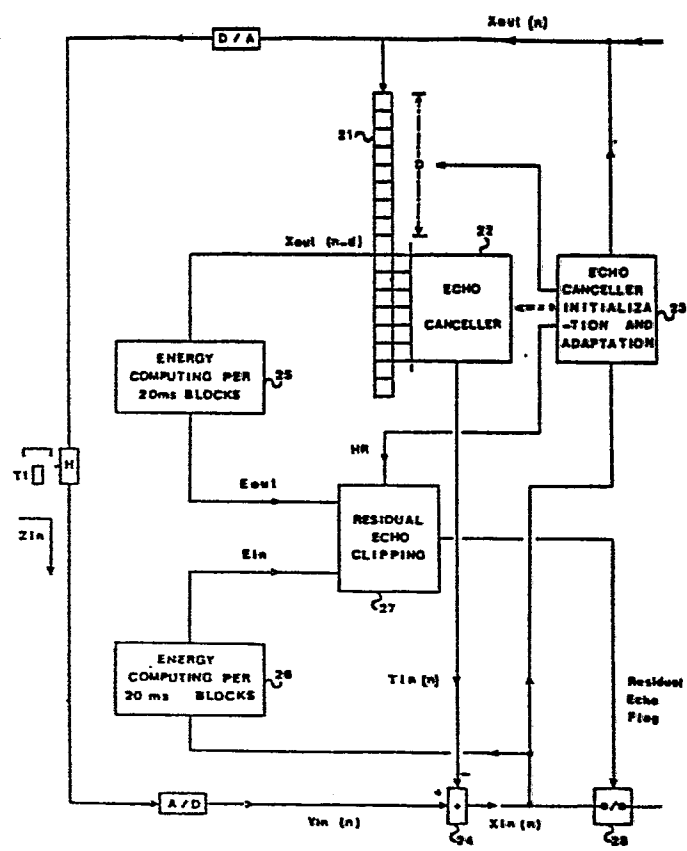 Xout (n)
D / A
21
D
22
Xout (n-d)
ECHO
CANCELLER
ECHO
CANCELLER
INITIALIZA
-TION AND
ADAPTATION
23
ENERGY
COMPUTING PER
20ms BLOCKS
25
HR
H
T1
Eout
RESIDUAL
ECHO
CLIPPING
ZIn
Ein
27
ENERGY
COMPUTING PER
20 ms BLOCKS
26
TIn (n)
Residual
Echo
Flag
-
A / D
+
Yin (n)
24
Xin (n)
28